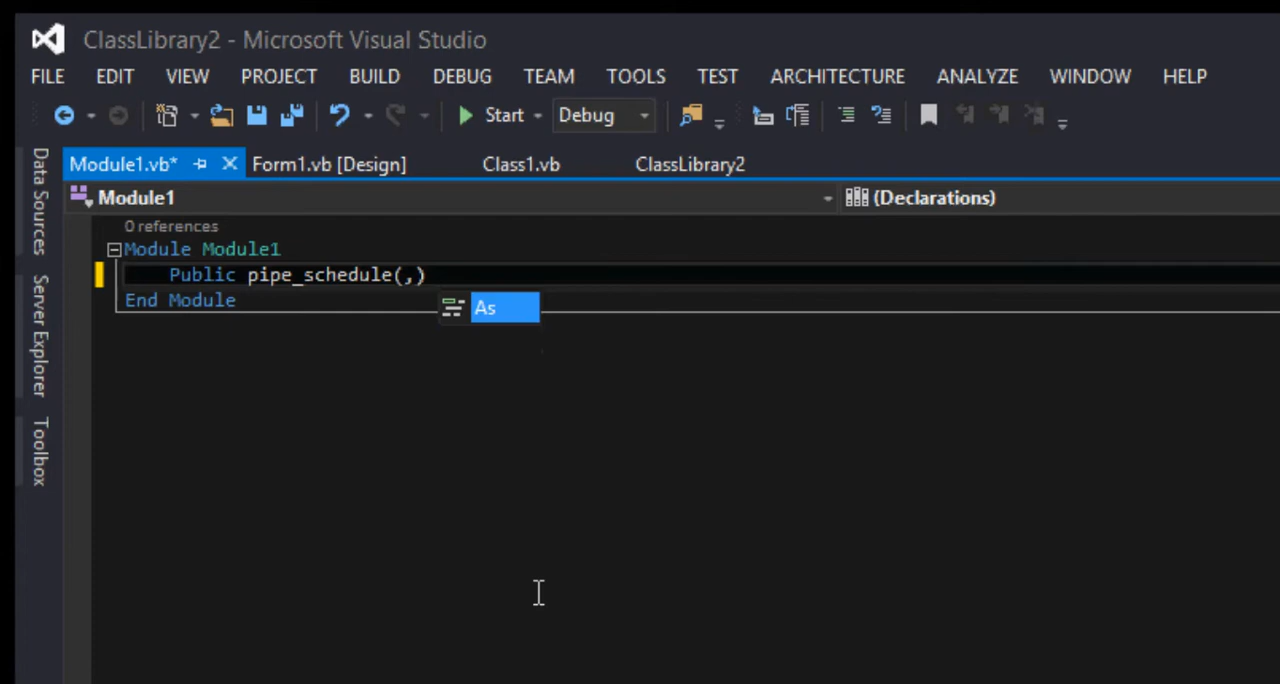 ClassLibrary2 - Microsoft Visual Studio
FILE EDIT VIEW PROJECT BUILD DEBUG TEAM TOOLS TEST ARCHITECTURE ANALYZE WINDOW HELP
Start Debug
Module1.vb* Form1.vb [Design] Class1.vb ClassLibrary2
Module1 (Declarations)
0 references
Module Module1
Public pipe_schedule(,)
End Module
As
Data Sources
Server Explorer
Toolbox